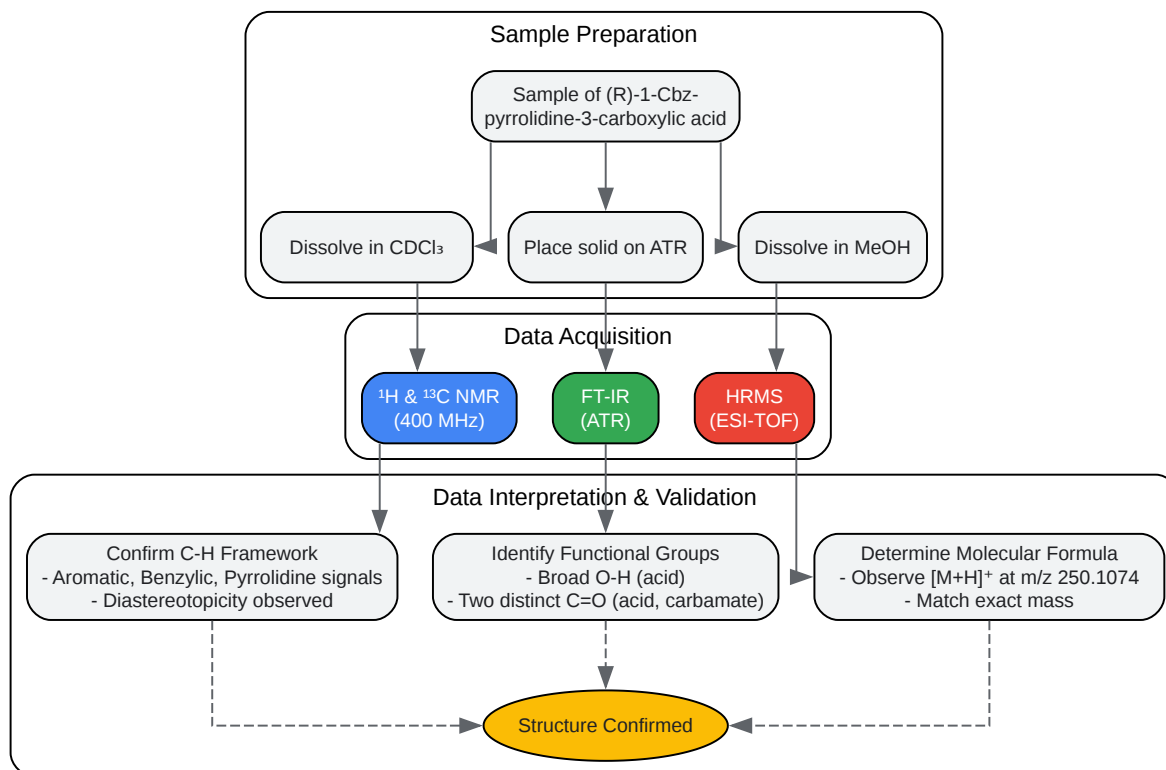 Sample Preparation
Sample of (R)-1-Cbz-
pyrrolidine-3-carboxylic acid
Dissolve in CDCl₃
Place solid on ATR
Dissolve in MeOH
Data Acquisition
¹H & ¹³C NMR
(400 MHz)
FT-IR
(ATR)
HRMS
(ESI-TOF)
Data Interpretation & Validation
Confirm C-H Framework
- Aromatic, Benzylic, Pyrrolidine signals
- Diastereotopicity observed
Identify Functional Groups
- Broad O-H (acid)
- Two distinct C=O (acid, carbamate)
Determine Molecular Formula
- Observe [M+H]⁺ at m/z 250.1074
- Match exact mass
Structure Confirmed